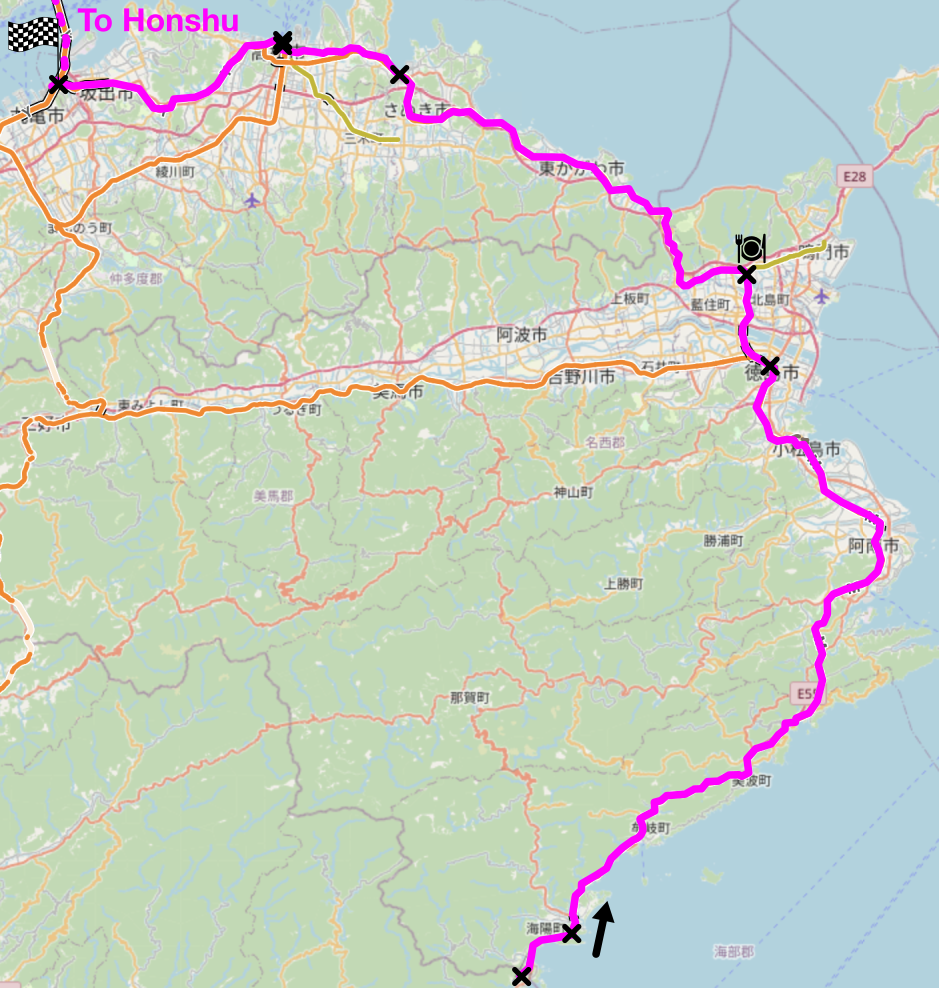 To Honshu
坂出市
さぬき市
三木町
綾川町
東かがわ市
E28
まんのう町
鳴門市
仲多度郡
上板町
藍住町
北島町
阿波市
石井町
吉野川市
東みよし町
美馬市
つるぎ町
三好市
名西郡
小松島市
美馬郡
神山町
勝浦町
阿南市
上勝町
那賀町
美波町
牟岐町
海陽町
海部郡